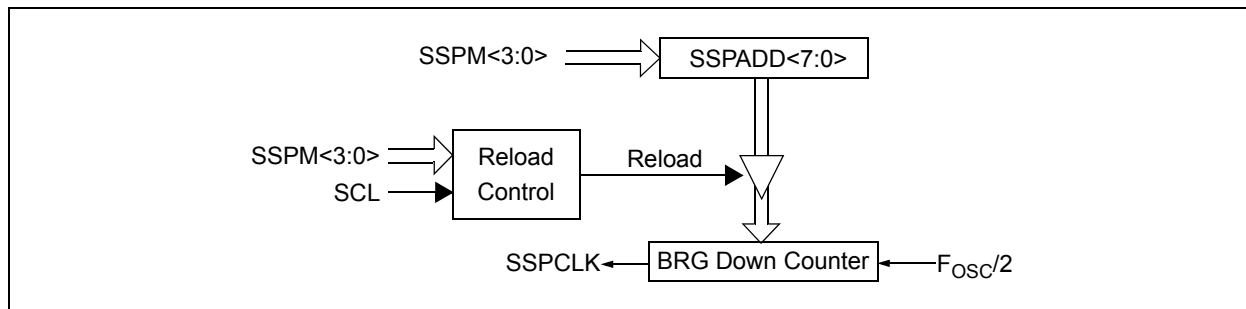 SSPM<3:0>
SSPADD<7:0>
SSPM<3:0>
SCL
Reload
Control
Reload
SSPCLK
BRG Down Counter
FOSC/2